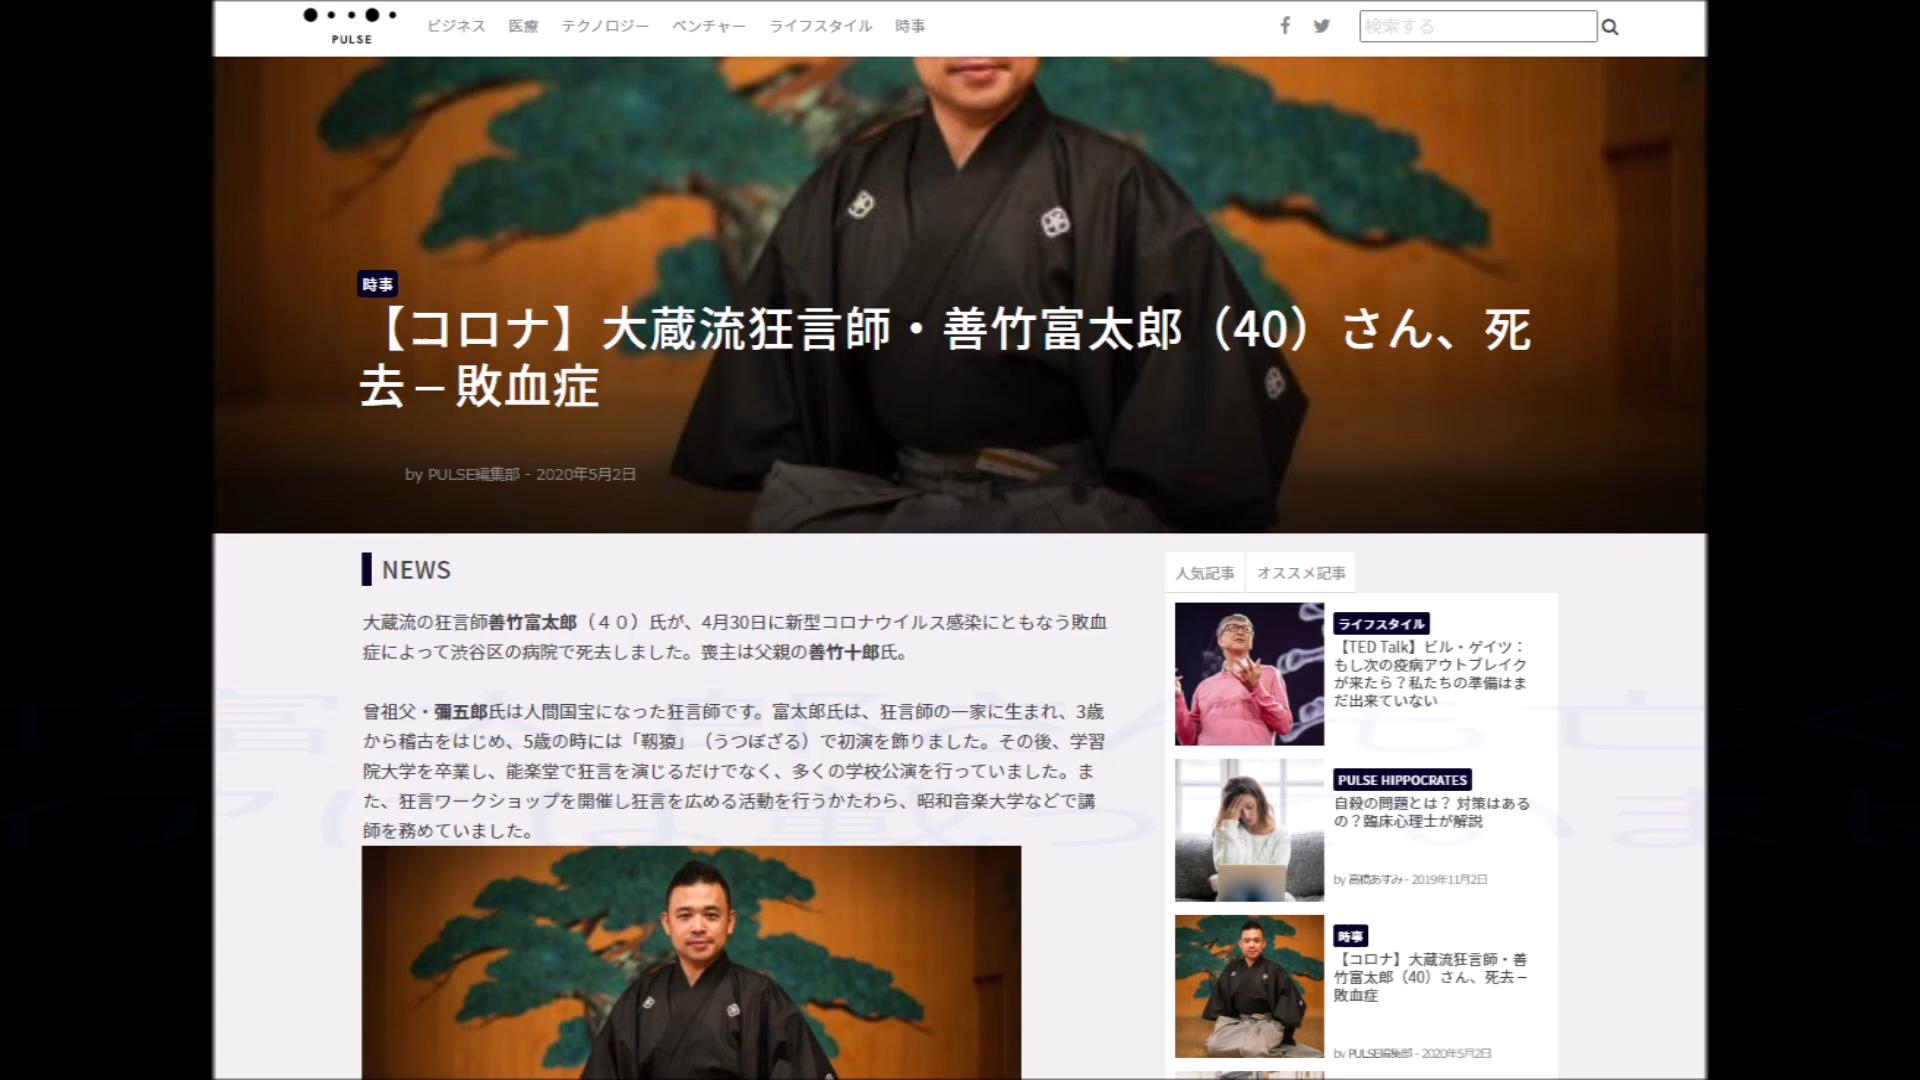 PULSE
ビジネス 医療 テクノロジー ベンチャー ライフスタイル 時事
検索する
時事
【コロナ】大蔵流狂言師・善竹富太郎（40）さん、死
去 – 敗血症
by PULSE編集部 - 2020年5月2日
NEWS
大蔵流の狂言師善竹富太郎（４０）氏が、4月30日に新型コロナウイルス感染にともなう敗血
症によって渋谷区の病院で死去しました。喪主は父親の善竹十郎氏。
曾祖父・彌五郎氏は人間国宝になった狂言師です。富太郎氏は、狂言師の一家に生まれ、3歳
から稽古をはじめ、5歳の時には「靱猿」（うつぼざる）で初演を飾りました。その後、学習
院大学を卒業し、能楽堂で狂言を演じるだけでなく、多くの学校公演を行っていました。ま
た、狂言ワークショップを開催し狂言を広める活動を行うかたわら、昭和音楽大学などで講
師を務めていました。
人気記事 オススメ記事
ライフスタイル
【TED Talk】ビル・ゲイツ：
もし次の疫病アウトブレイク
が来たら？私たちの準備はま
だ出来ていない
PULSE HIPPOCRATES
自殺の問題とは？ 対策はある
の？臨床心理士が解説
by 高橋あすみ - 2019年11月2日
時事
【コロナ】大蔵流狂言師・善
竹富太郎（40）さん、死去 –
敗血症
by PULSE編集部 - 2020年5月2日